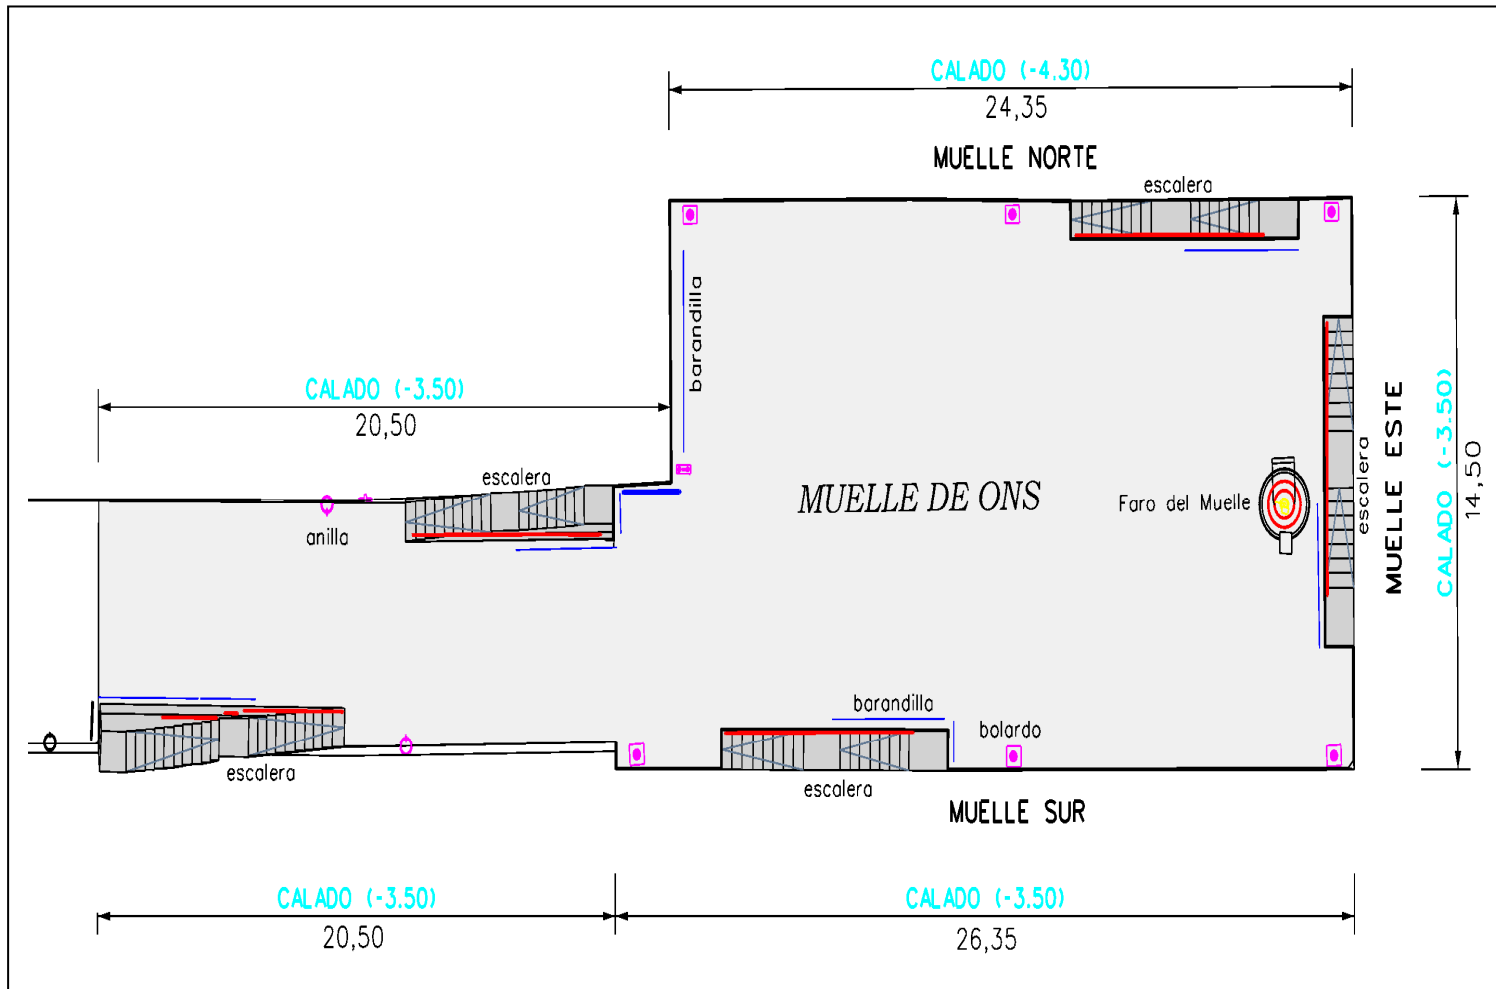 CALADO (-4.30)
24,35
MUELLE NORTE
escalera
barandilla
CALADO (-3.50)
20,50
escalera
anilla
MUELLE DE ONS
Faro del Muelle
escalera
MUELLE ESTE
CALADO (-3.50)
14,50
barandilla
bolardo
escalera
escalera
MUELLE SUR
CALADO (-3.50)
20,50
CALADO (-3.50)
26,35